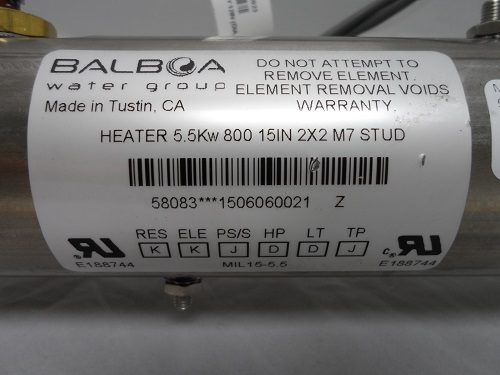 BALBOA
water group
Made in Tustin, CA
DO NOT ATTEMPT TO
REMOVE ELEMENT.
ELEMENT REMOVAL VOIDS
WARRANTY.
HEATER 5.5Kw 800 15IN 2X2 M7 STUD
58083***1506060021 Z
RES ELE PS/S HP LT TP
K K J D D J
MIL15-5.5
E188744
E188744